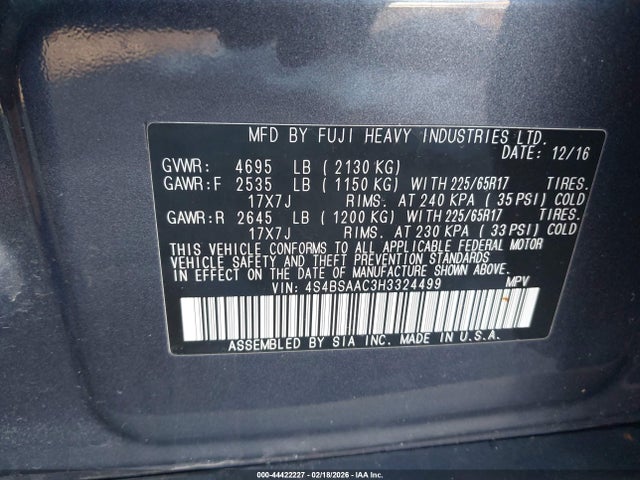 MFD BY FUJI HEAVY INDUSTRIES LTD.
DATE: 12/16
GVWR: 4695 LB ( 2130 KG)
GAWR:F 2535 LB ( 1150 KG) WITH 225/65R17 TIRES.
17X7J RIMS. AT 240 KPA ( 35 PSI) COLD
GAWR:R 2645 LB ( 1200 KG) WITH 225/65R17 TIRES.
17X7J RIMS. AT 230 KPA ( 33 PSI) COLD
THIS VEHICLE CONFORMS TO ALL APPLICABLE FEDERAL MOTOR
VEHICLE SAFETY AND THEFT PREVENTION STANDARDS
IN EFFECT ON THE DATE OF MANUFACTURE SHOWN ABOVE.
VIN: 4S4BSAAC3H3324499 MPV
ASSEMBLED BY SIA INC. MADE IN U.S.A.
000-44422227 - 02/18/2026 - IAA Inc.